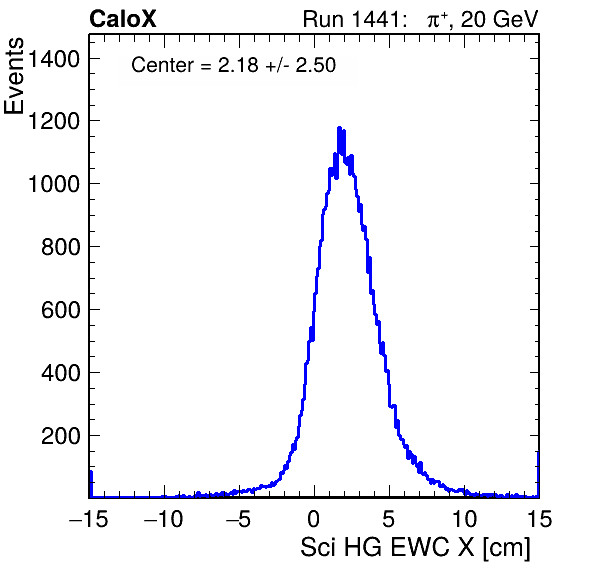 CaloX
Run 1441: π+, 20 GeV
Events
Center = 2.18 +/- 2.50
1400
1200
1000
800
600
400
200
−15 −10 −5 0 5 10 15
Sci HG EWC X [cm]